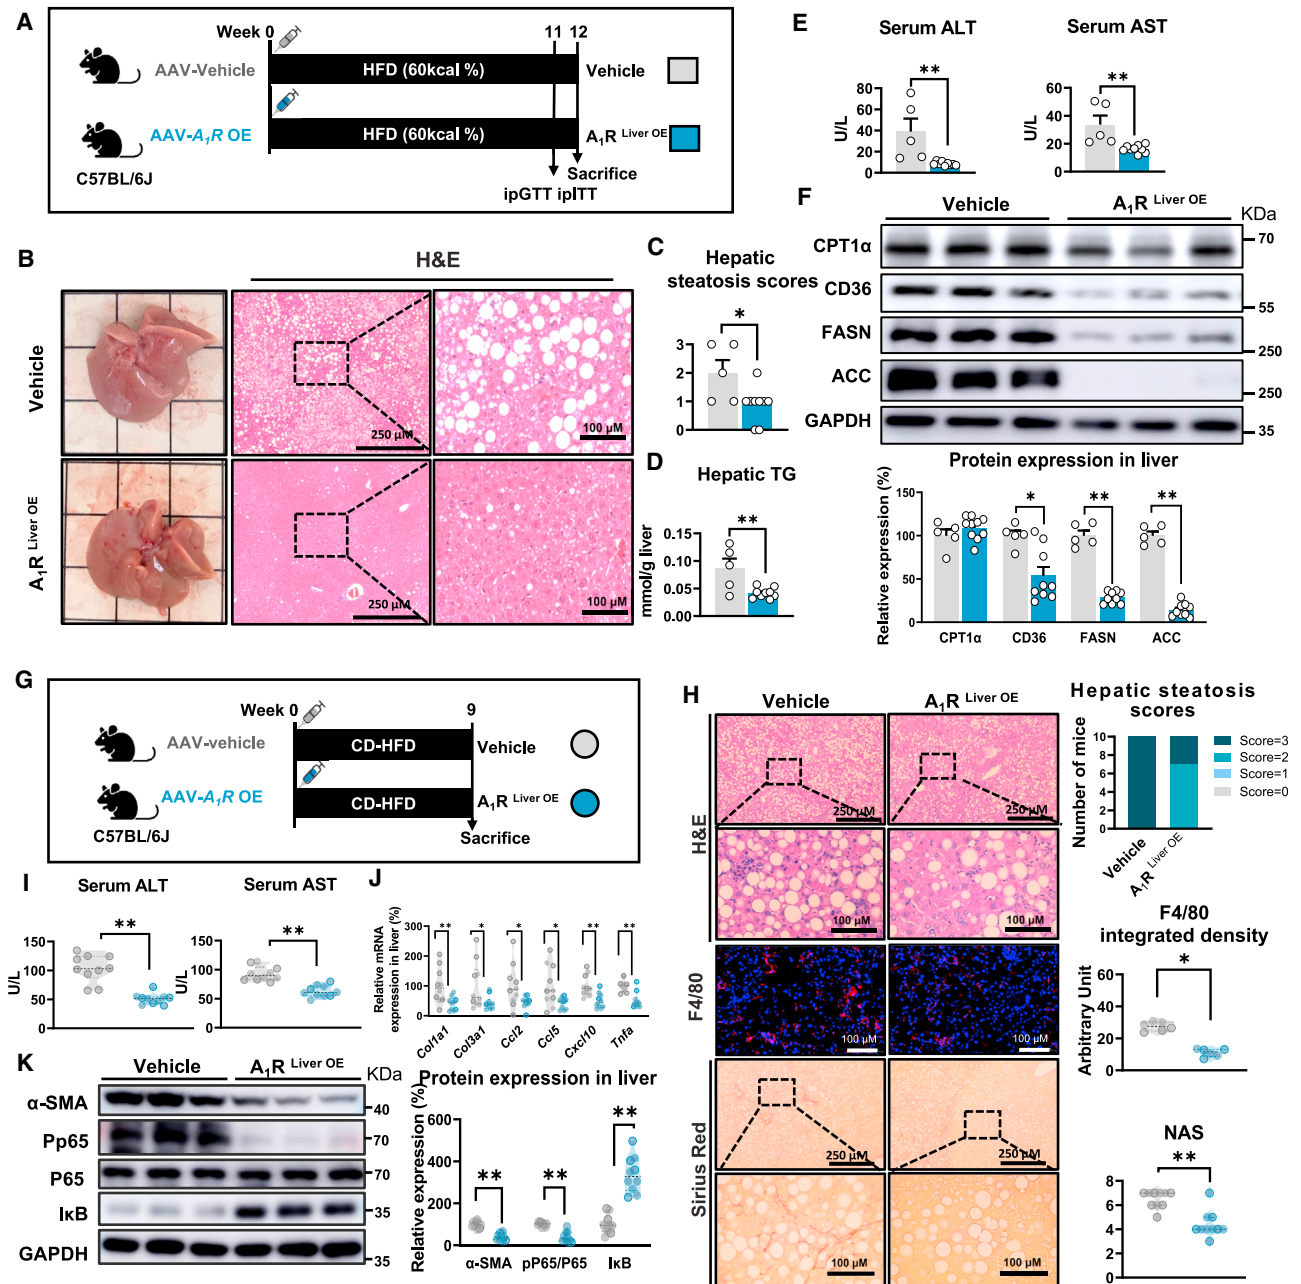 A
Week 0
11
12
AAV-Vehicle
HFD (60kcal %)
Vehicle
AAV-A₁R OE
HFD (60kcal %)
A₁R Liver OE
C57BL/6J
Sacrifice
ipGTT ipITT
B
H&E
Vehicle
250 µM
100 µM
A₁R Liver OE
250 µM
100 µM
C
Hepatic
steatosis scores
*
3
2
1
0
D
Hepatic TG
**
mmol/g liver
0.15
0.10
0.05
0.00
E
Serum ALT
**
U/L
80
60
40
20
0
Serum AST
**
U/L
60
40
20
0
F
Vehicle
A₁R Liver OE
KDa
CPT1α
70
CD36
55
FASN
250
ACC
250
GAPDH
35
Protein expression in liver
Relative expression (%)
150
100
50
0
*
**
**
CPT1α
CD36
FASN
ACC
G
Week 0
9
AAV-vehicle
CD-HFD
Vehicle
AAV-A₁R OE
CD-HFD
A₁R Liver OE
C57BL/6J
Sacrifice
H
Vehicle
A₁R Liver OE
H&E
250 µM
250 µM
100 µM
100 µM
F4/80
100 µM
100 µM
Sirius Red
250 µM
250 µM
100 µM
100 µM
Hepatic steatosis
scores
Number of mice
10
8
6
4
2
0
Score=3
Score=2
Score=1
Score=0
Vehicle
A₁R Liver OE
F4/80
integrated density
*
Arbitrary Unit
60
40
20
0
NAS
**
8
6
4
2
0
I
Serum ALT
**
U/L
150
100
50
0
Serum AST
**
U/L
150
100
50
0
J
Relative mRNA
expression in liver (%)
300
200
100
0
**
*
*
*
**
**
Col1a1
Col3a1
Ccl2
Ccl5
Cxcl10
Tnfa
K
Vehicle
A₁R Liver OE
KDa
α-SMA
40
Pp65
70
P65
70
IκB
35
GAPDH
35
Protein expression in liver
Relative expression (%)
600
400
200
0
**
**
**
α-SMA
pP65/P65
IκB